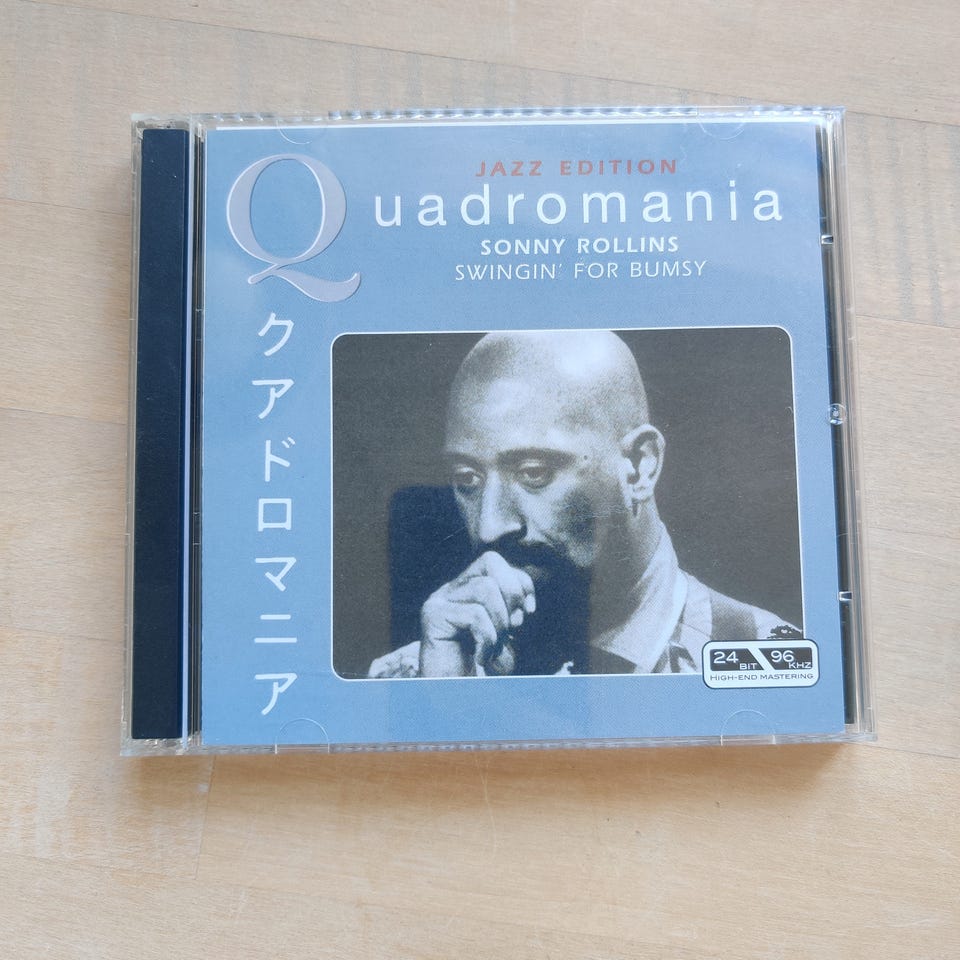 JAZZ EDITION
Quadromania
SONNY ROLLINS
SWINGIN' FOR BUMSY
クアドロマニア
24 BIT 96 KHZ
HIGH-END MASTERING